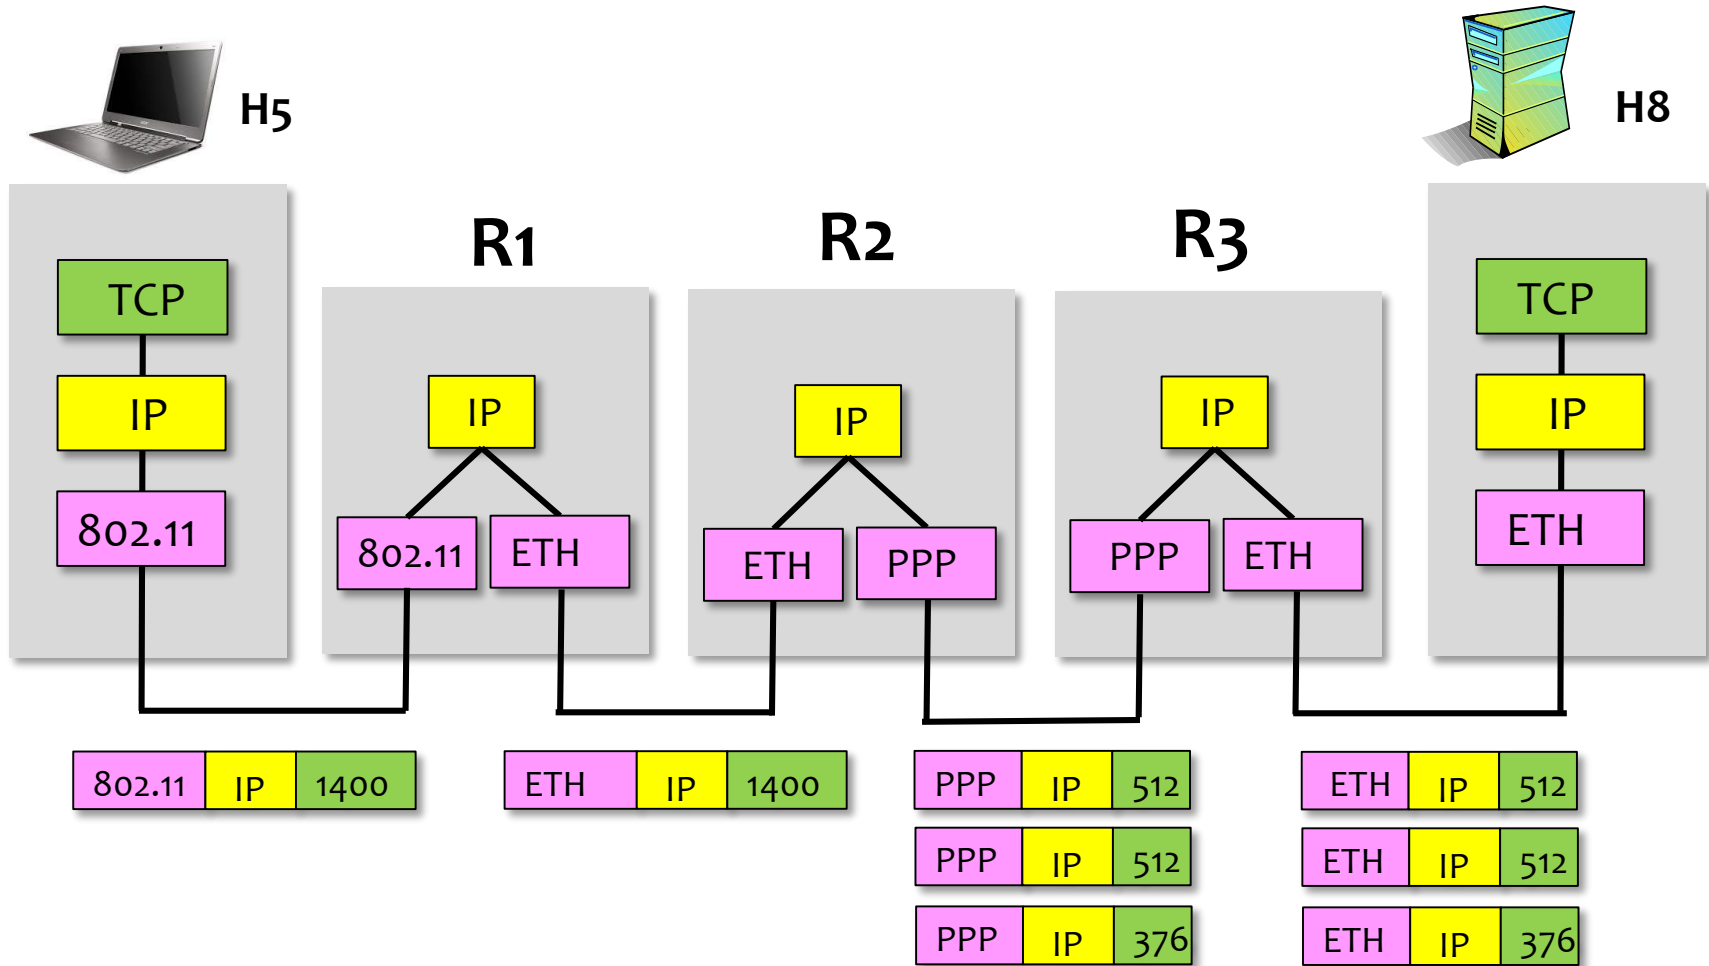 H5
H8
R1
R2
R3
TCP
IP
802.11
IP
802.11
ETH
IP
ETH
PPP
IP
PPP
ETH
TCP
IP
ETH
802.11 IP 1400
ETH IP 1400
PPP IP 512
PPP IP 512
PPP IP 376
ETH IP 512
ETH IP 512
ETH IP 376